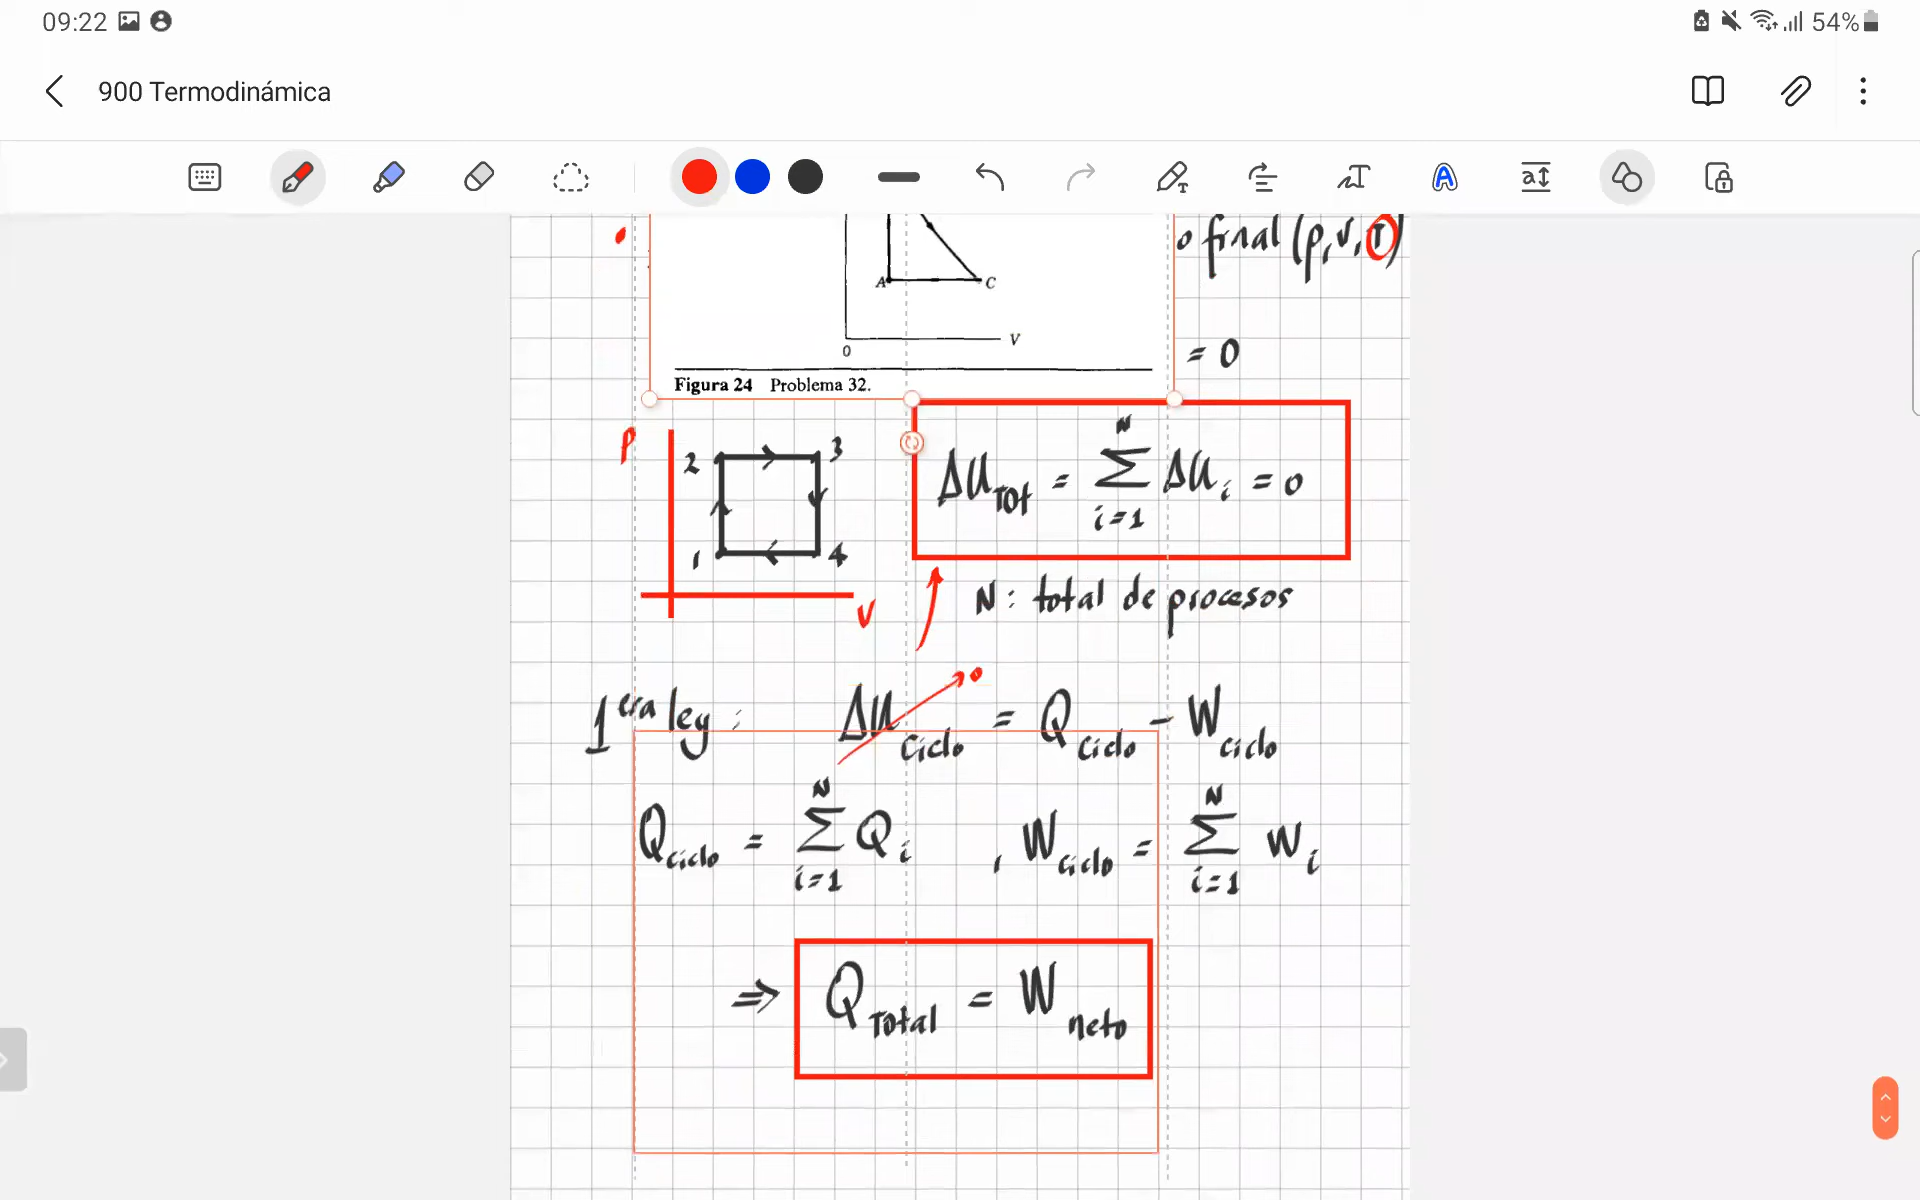 09:22 54%
900 Termodinámica
o final (p, V, T)
A C
V
0
= 0
Figura 24 Problema 32.
P
2 3
1 4
V
ΔU_Tot = Σ_{i=1}^{N} ΔU_i = 0
N: total de procesos
1^era ley: ΔU_ciclo → 0 = Q_ciclo - W_ciclo
Q_ciclo = Σ_{i=1}^{N} Q_i , W_ciclo = Σ_{i=1}^{N} W_i
⇒ Q_Total = W_neto